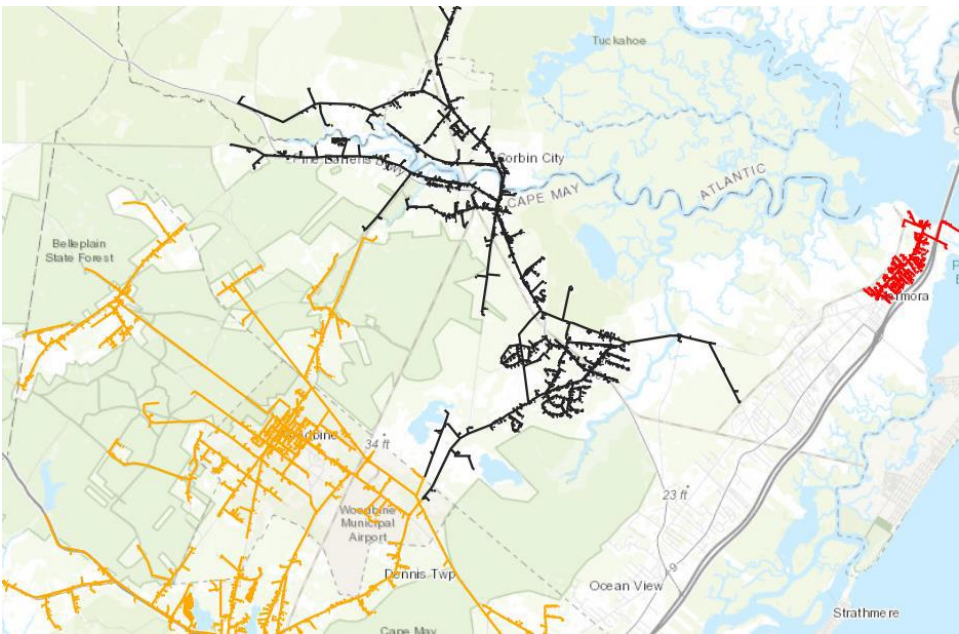 Tuckahoe
Corbin City
CAPE MAY
ATLANTIC
Belleplain
State Forest
34 ft
Woodbine
Municipal
Airport
23 ft
Dennis Twp
Ocean View
9
Strathmere
Cape May